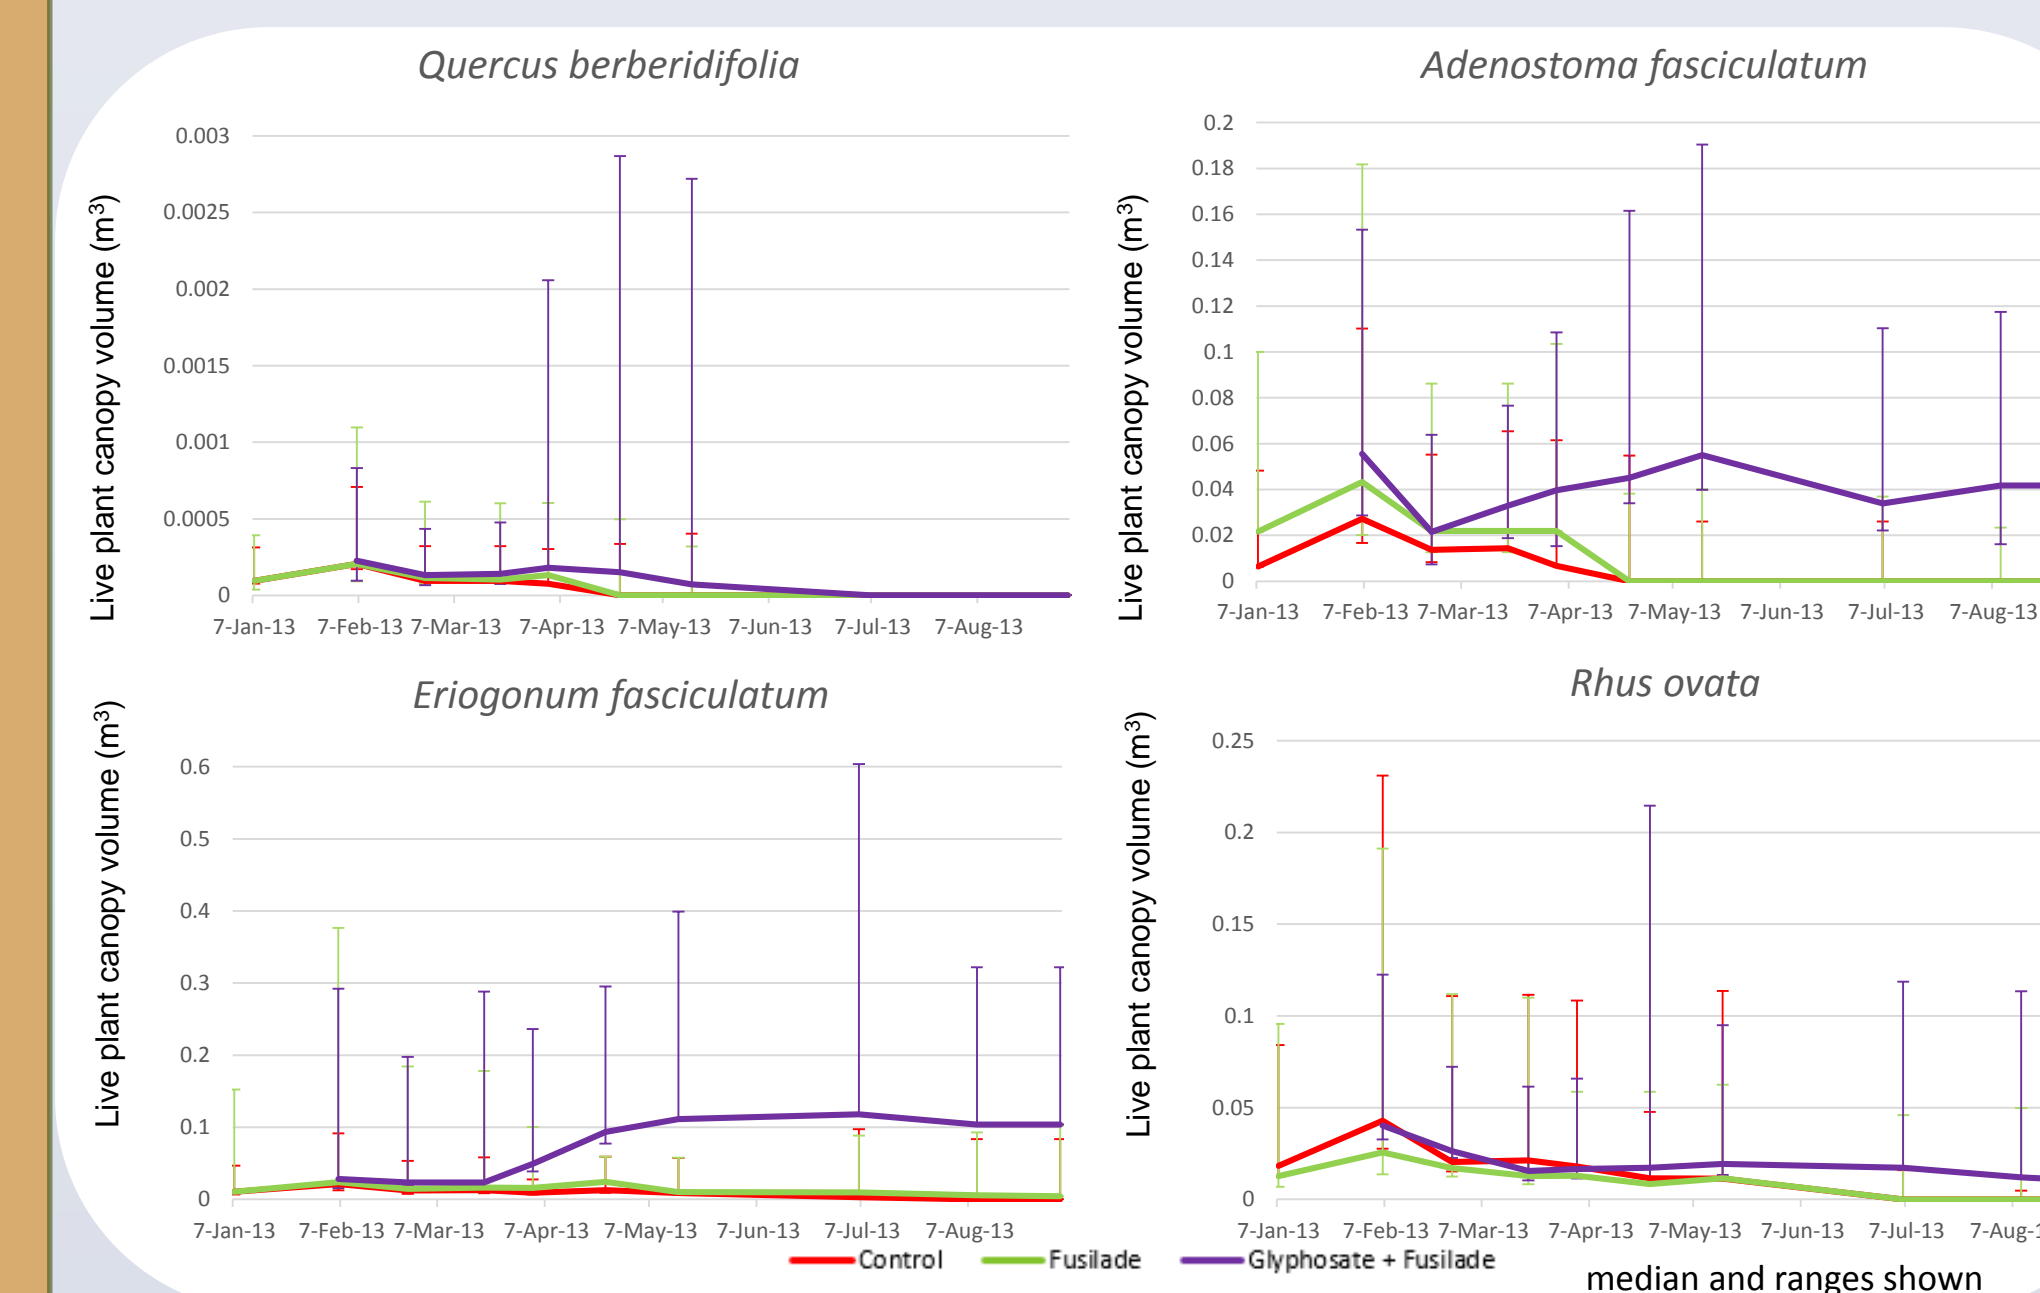 Quercus berberidifolia
Live plant canopy volume (m³)
0.003
0.0025
0.002
0.0015
0.001
0.0005
0
7-Jan-13 7-Feb-13 7-Mar-13 7-Apr-13 7-May-13 7-Jun-13 7-Jul-13 7-Aug-13
Adenostoma fasciculatum
Live plant canopy volume (m³)
0.2
0.18
0.16
0.14
0.12
0.1
0.08
0.06
0.04
0.02
0
7-Jan-13 7-Feb-13 7-Mar-13 7-Apr-13 7-May-13 7-Jun-13 7-Jul-13 7-Aug-13
Eriogonum fasciculatum
Live plant canopy volume (m³)
0.6
0.5
0.4
0.3
0.2
0.1
0
7-Jan-13 7-Feb-13 7-Mar-13 7-Apr-13 7-May-13 7-Jun-13 7-Jul-13 7-Aug-13
Rhus ovata
Live plant canopy volume (m³)
0.25
0.2
0.15
0.1
0.05
0
7-Jan-13 7-Feb-13 7-Mar-13 7-Apr-13 7-May-13 7-Jun-13 7-Jul-13 7-Aug-1
Control Fusilade Glyphosate + Fusilade
median and ranges shown